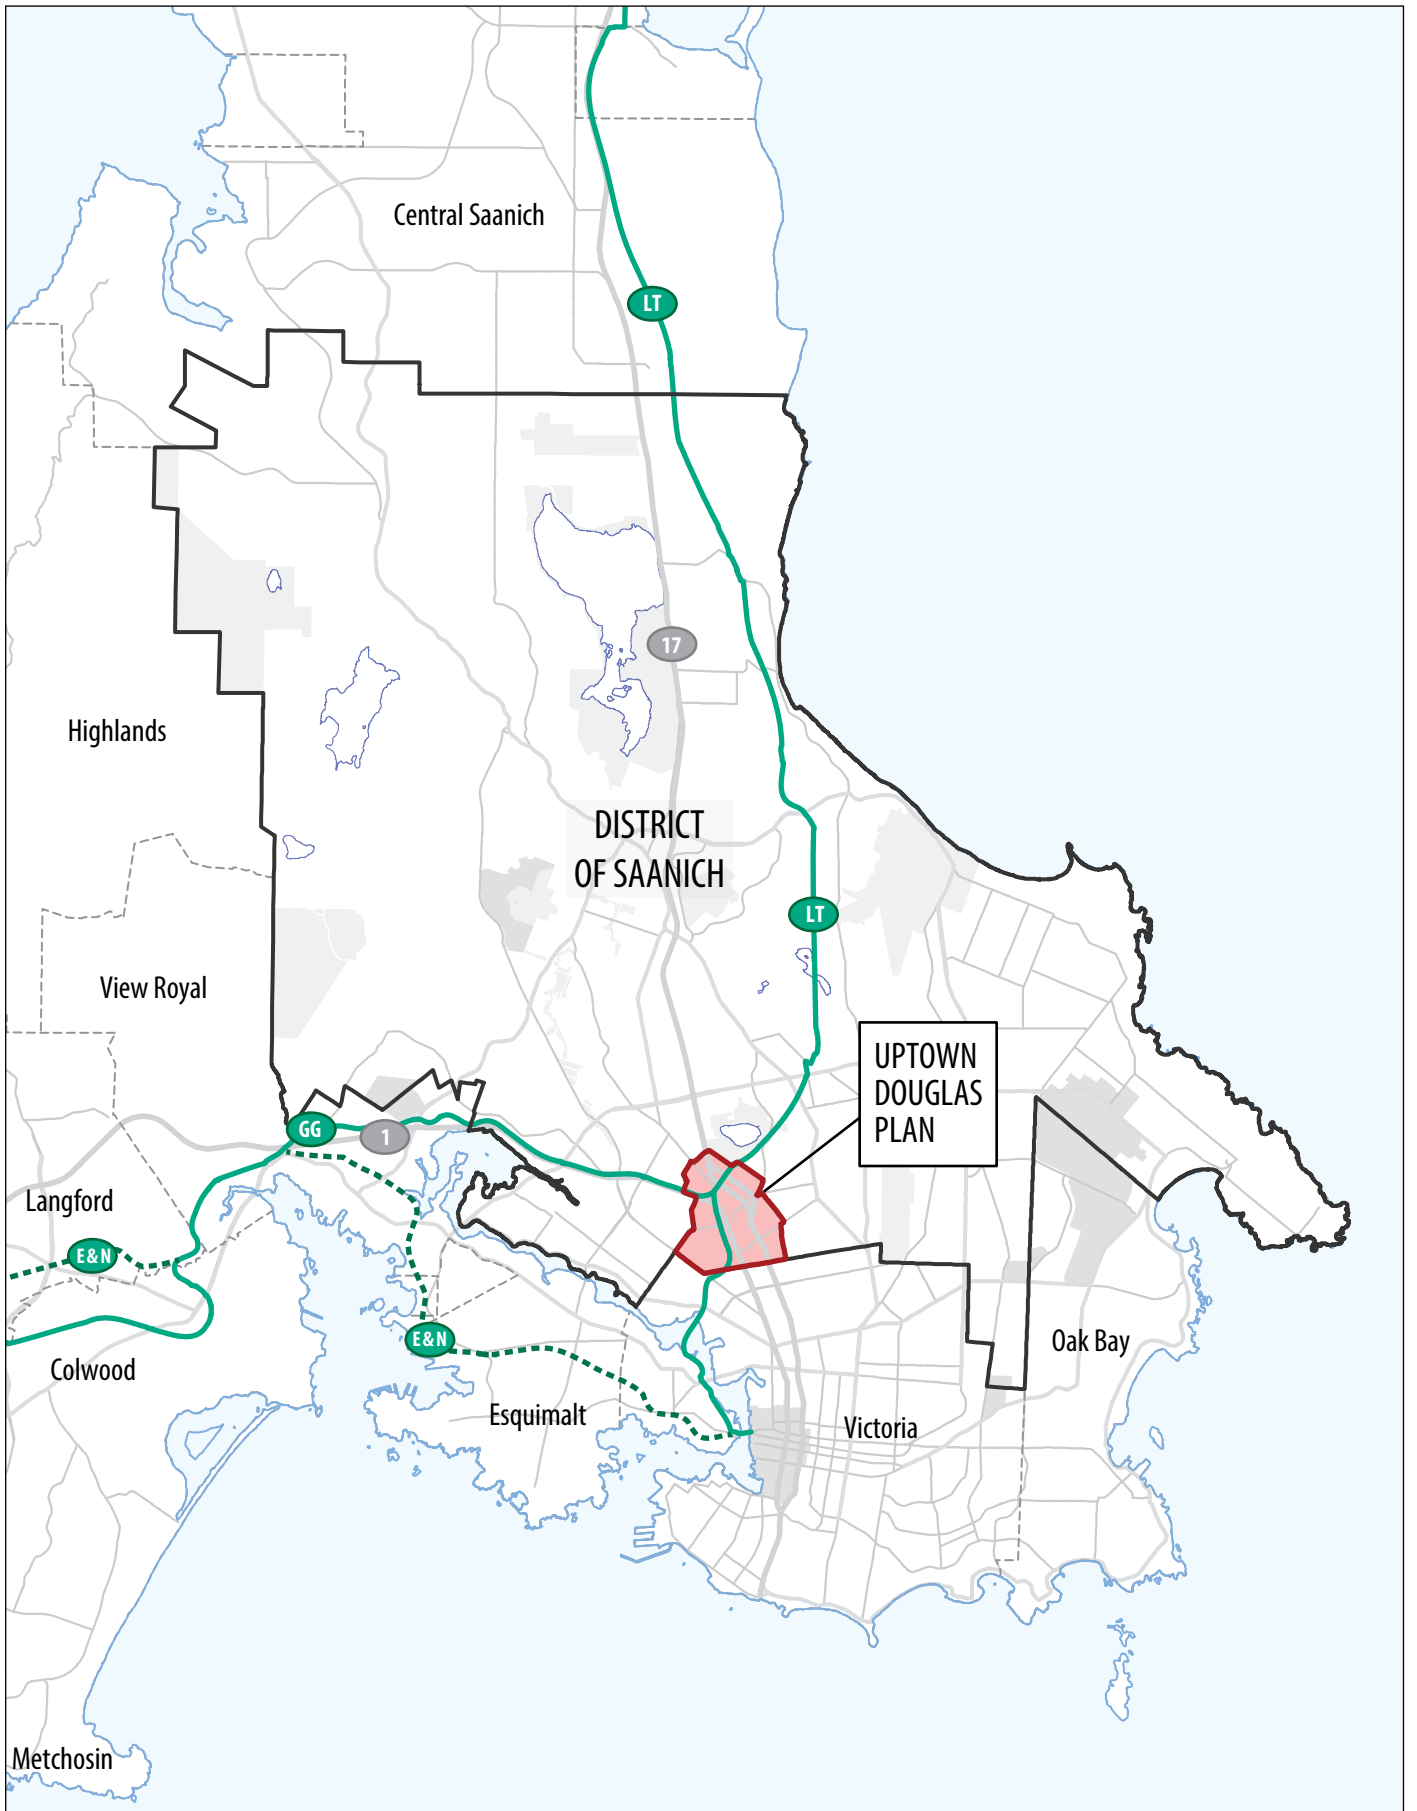 Central Saanich
LT
17
Highlands
DISTRICT
OF SAANICH
LT
View Royal
UPTOWN
DOUGLAS
PLAN
GG
1
Langford
E&N
E&N
Oak Bay
Colwood
Esquimalt
Victoria
Metchosin